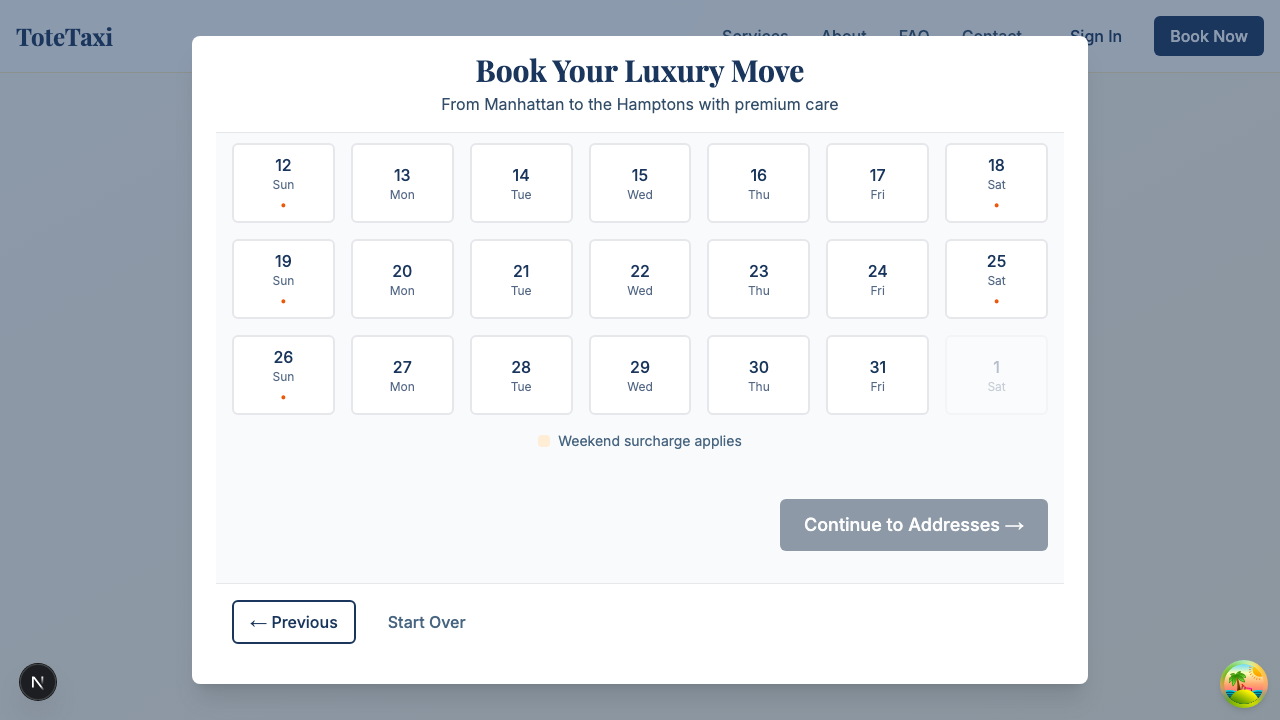 ToteTaxi
Services About FAQ Contact Sign In Book Now
Book Your Luxury Move
From Manhattan to the Hamptons with premium care
12 13 14 15 16 17 18
Sun Mon Tue Wed Thu Fri Sat
19 20 21 22 23 24 25
Sun Mon Tue Wed Thu Fri Sat
26 27 28 29 30 31 1
Sun Mon Tue Wed Thu Fri Sat
Weekend surcharge applies
Continue to Addresses →
← Previous Start Over
N